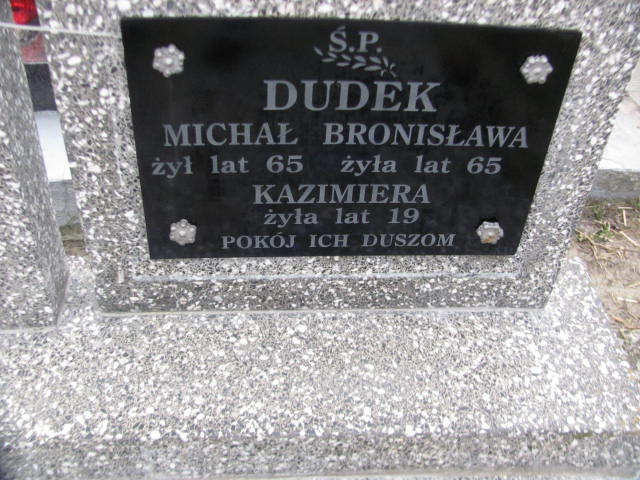 Ś.P.
DUDEK
MICHAŁ BRONISŁAWA
żył lat 65 żyła lat 65
KAZIMIERA
żyła lat 19
POKÓJ ICH DUSZOM